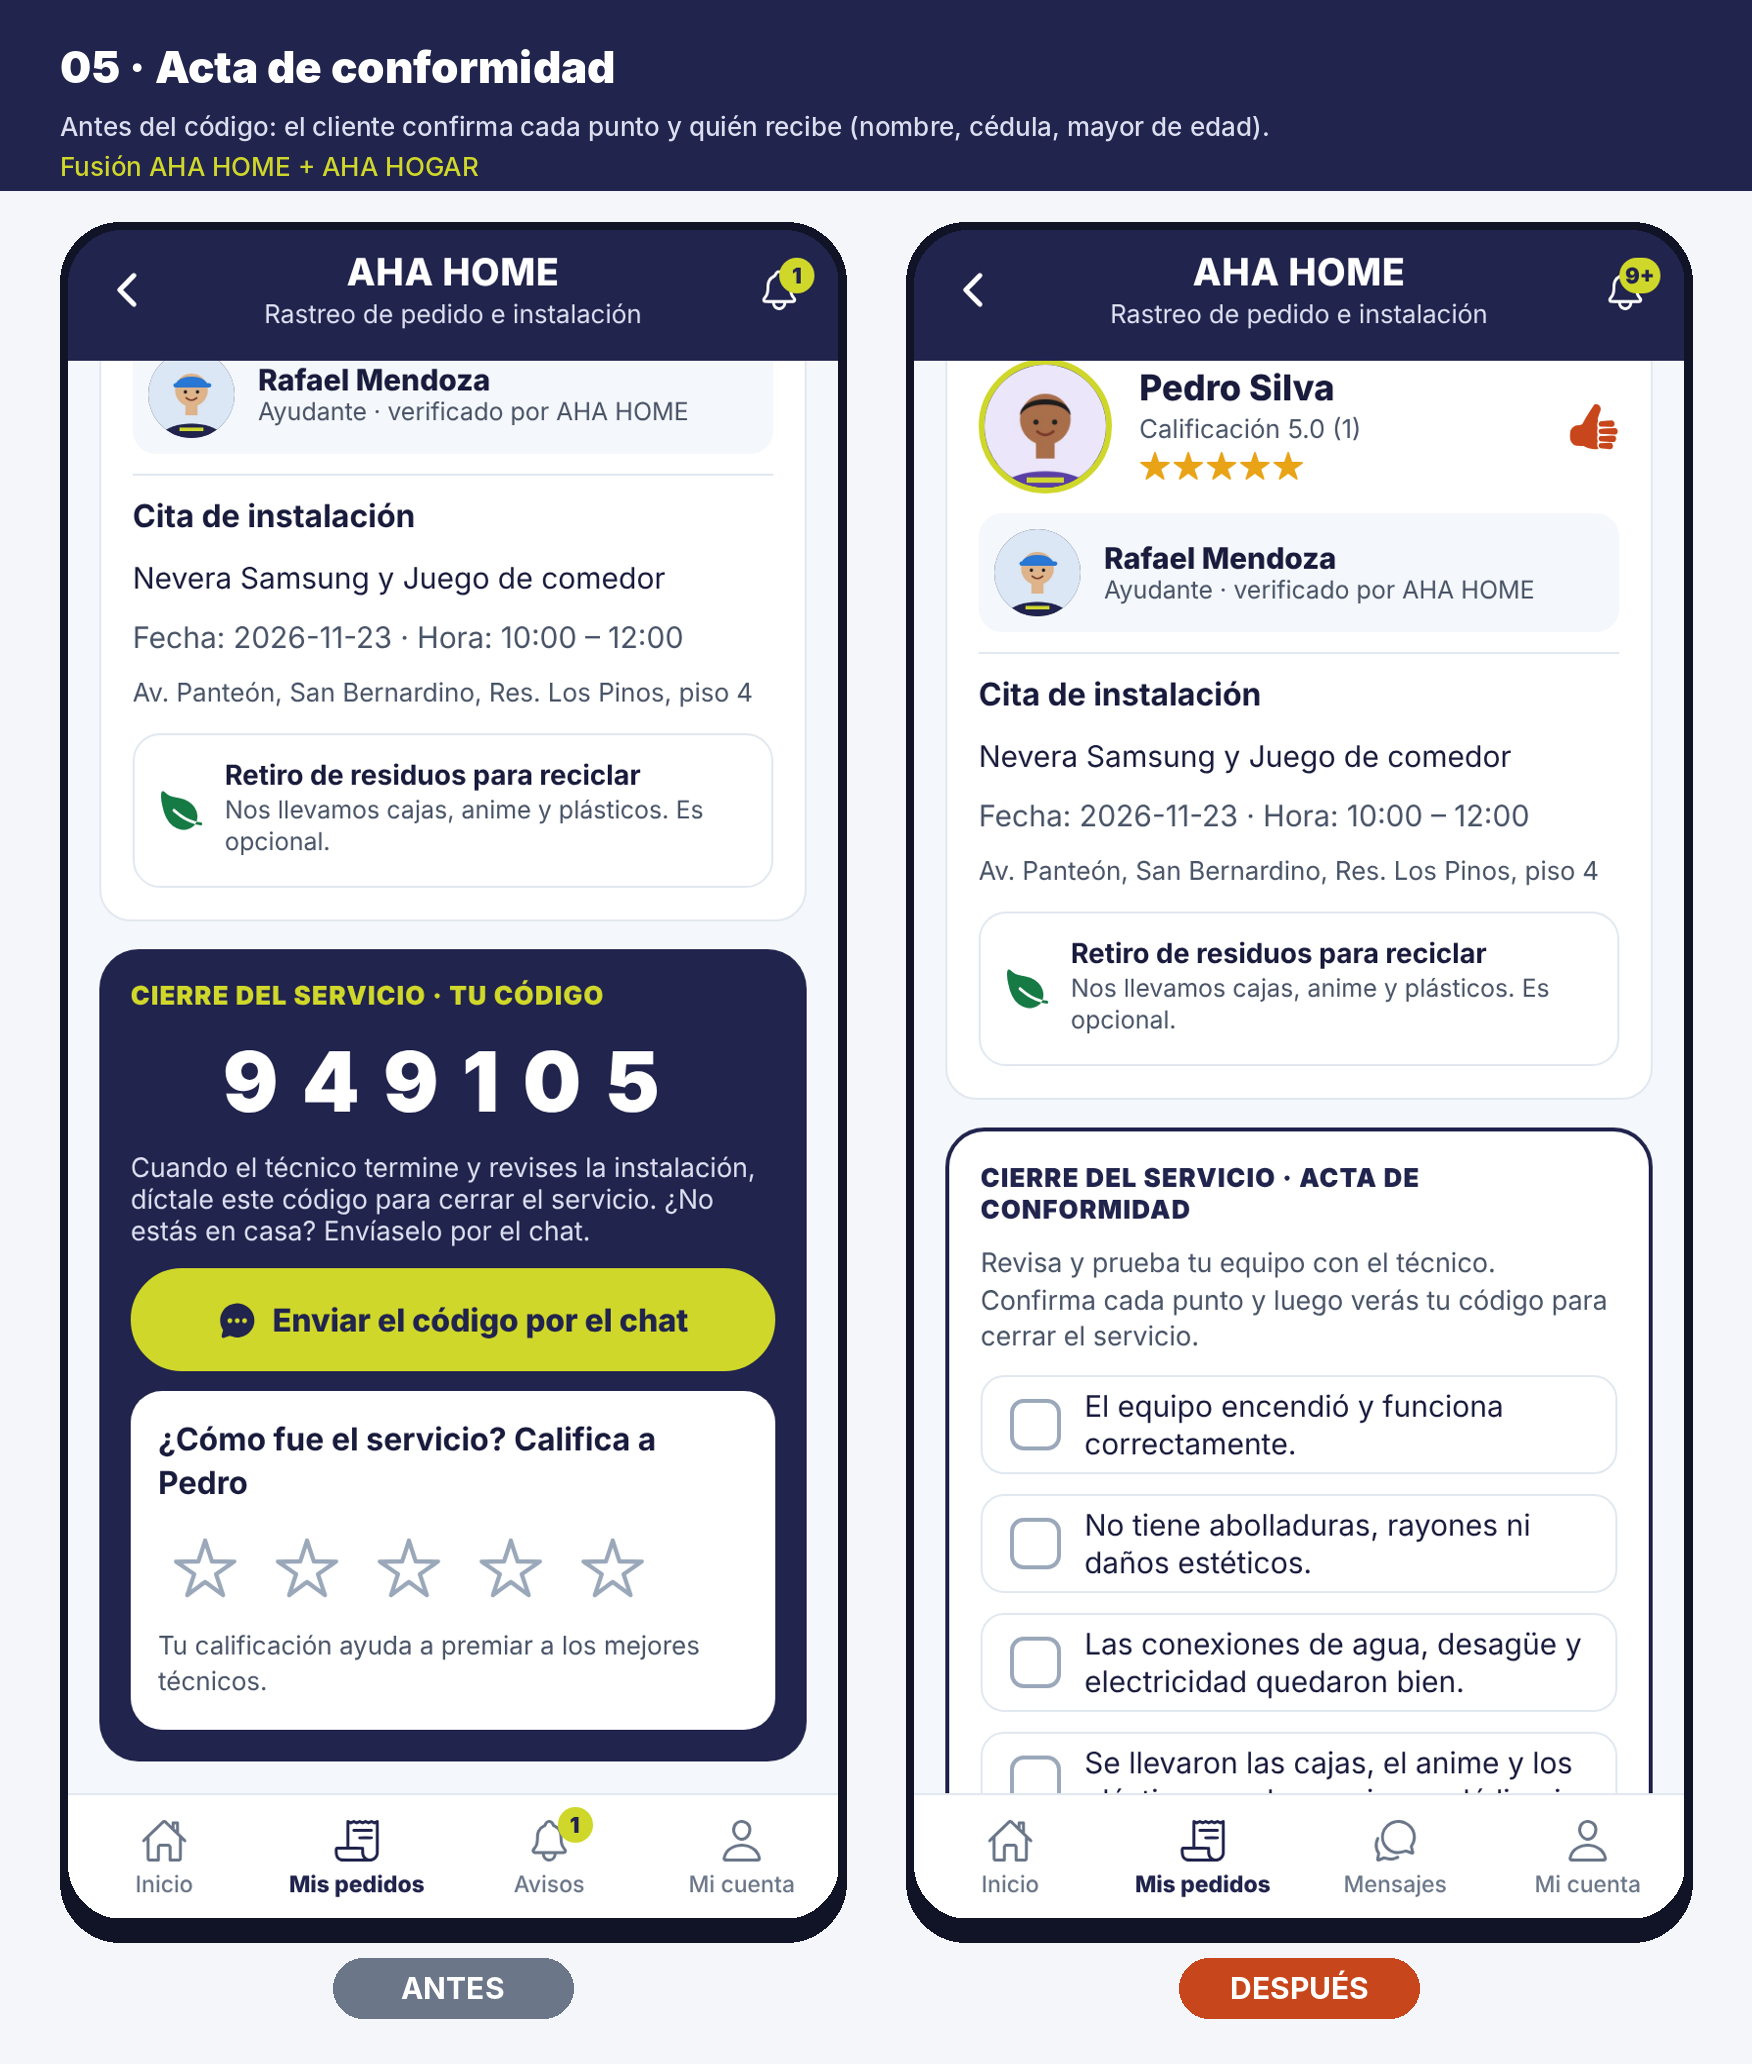 05 · Acta de conformidad
Antes del código: el cliente confirma cada punto y quién recibe (nombre, cédula, mayor de edad).
Fusión AHA HOME + AHA HOGAR
AHA HOME
Rastreo de pedido e instalación
1
Rafael Mendoza
Ayudante · verificado por AHA HOME
Cita de instalación
Nevera Samsung y Juego de comedor
Fecha: 2026-11-23 · Hora: 10:00 – 12:00
Av. Panteón, San Bernardino, Res. Los Pinos, piso 4
Retiro de residuos para reciclar
Nos llevamos cajas, anime y plásticos. Es
opcional.
CIERRE DEL SERVICIO · TU CÓDIGO
949105
Cuando el técnico termine y revises la instalación,
díctale este código para cerrar el servicio. ¿No
estás en casa? Envíaselo por el chat.
Enviar el código por el chat
¿Cómo fue el servicio? Califica a
Pedro
Tu calificación ayuda a premiar a los mejores
técnicos.
Inicio
Mis pedidos
1
Avisos
Mi cuenta
ANTES
AHA HOME
Rastreo de pedido e instalación
9+
Pedro Silva
Calificación 5.0 (1)
Rafael Mendoza
Ayudante · verificado por AHA HOME
Cita de instalación
Nevera Samsung y Juego de comedor
Fecha: 2026-11-23 · Hora: 10:00 – 12:00
Av. Panteón, San Bernardino, Res. Los Pinos, piso 4
Retiro de residuos para reciclar
Nos llevamos cajas, anime y plásticos. Es
opcional.
CIERRE DEL SERVICIO · ACTA DE
CONFORMIDAD
Revisa y prueba tu equipo con el técnico.
Confirma cada punto y luego verás tu código para
cerrar el servicio.
El equipo encendió y funciona
correctamente.
No tiene abolladuras, rayones ni
daños estéticos.
Las conexiones de agua, desagüe y
electricidad quedaron bien.
Se llevaron las cajas, el anime y los
Inicio
Mis pedidos
Mensajes
Mi cuenta
DESPUÉS